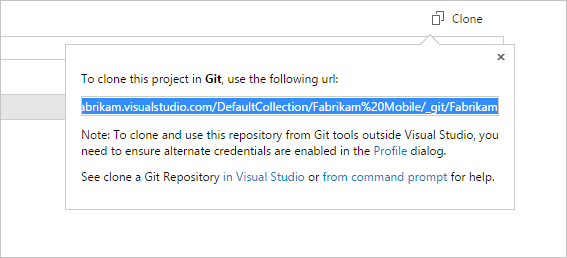 Clone
To clone this project in Git, use the following url:
abrikam.visualstudio.com/DefaultCollection/Fabrikam%20Mobile/_git/Fabrikam
Note: To clone and use this repository from Git tools outside Visual Studio, you
need to ensure alternate credentials are enabled in the Profile dialog.
See clone a Git Repository in Visual Studio or from command prompt for help.